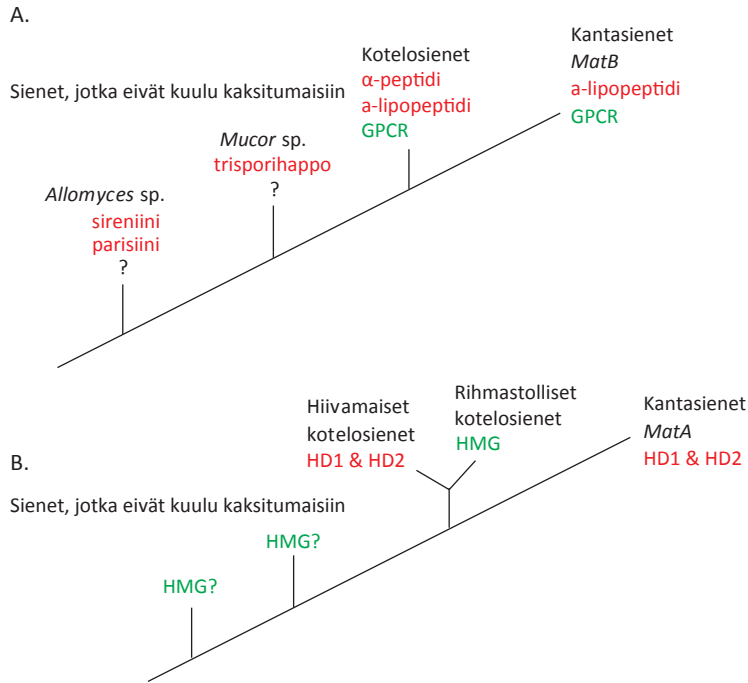 A.
Sienet, jotka eivät kuulu kaksitumaisiin
Allomyces sp.
sireniini
parisiini
?
Mucor sp.
trisporihappo
?
Kotelosienet
α-peptidi
a-lipopeptidi
GPCR
Kantasienet
MatB
a-lipopeptidi
GPCR
B.
Sienet, jotka eivät kuulu kaksitumaisiin
HMG?
HMG?
Hiivamaiset
kotelosienet
HD1 & HD2
Rihmastolliset
kotelosienet
HMG
Kantasienet
MatA
HD1 & HD2